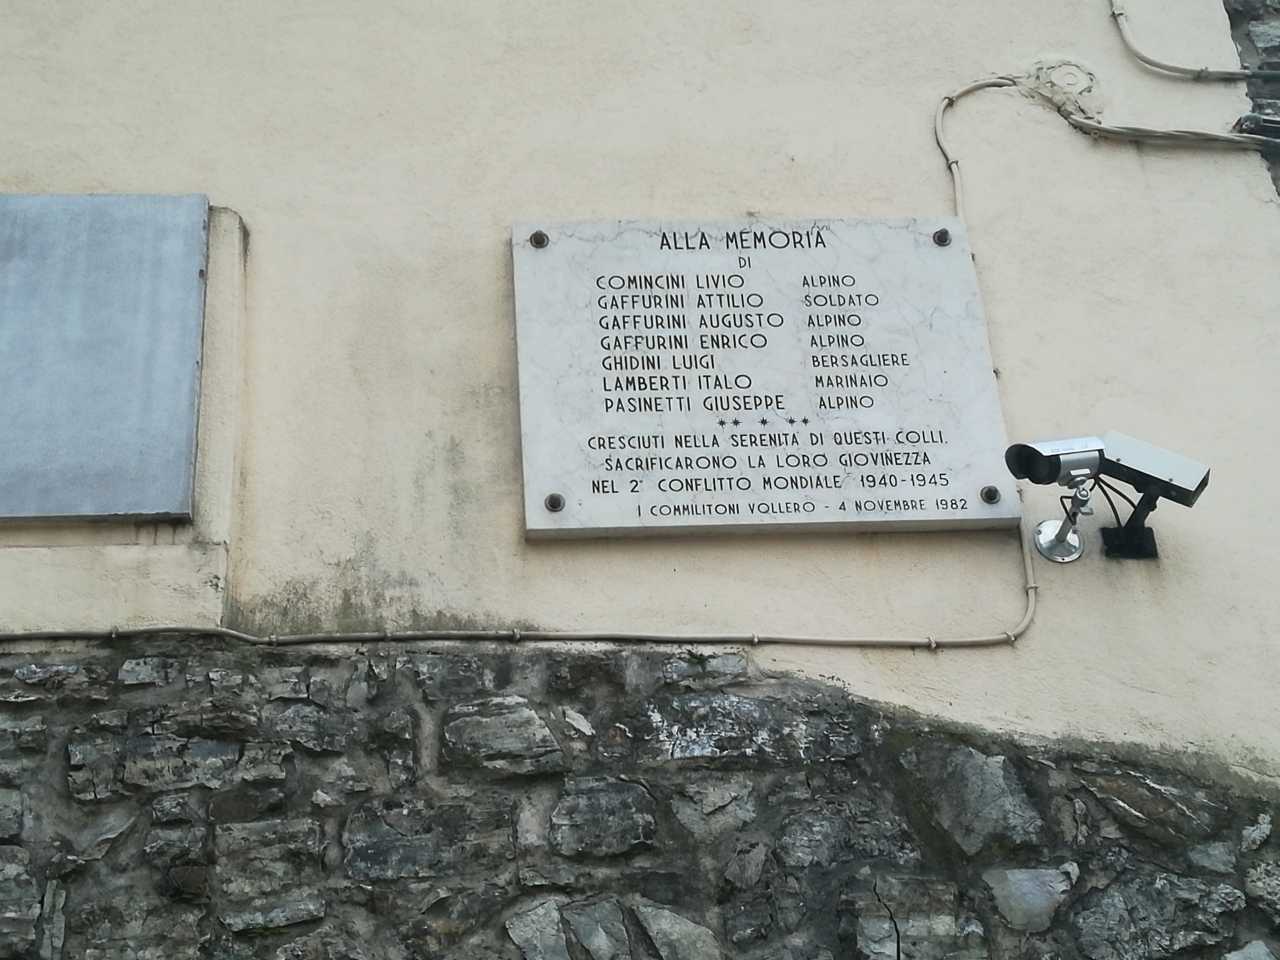 ALLA MEMORIA
DI
COMINCINI LIVIO ALPINO
GAFFURINI ATTILIO SOLDATO
GAFFURINI AUGUSTO ALPINO
GAFFURINI ENRICO ALPINO
GHIDINI LUIGI BERSAGLIERE
LAMBERTI ITALO MARINAIO
PASINETTI GIUSEPPE ALPINO
CRESCIUTI NELLA SERENITA DI QUESTI COLLI.
SACRIFICARONO LA LORO GIOVINEZZA
NEL 2° CONFLITTO MONDIALE 1940-1945
I COMMILITONI VOLLERO - 4 NOVEMBRE 1982